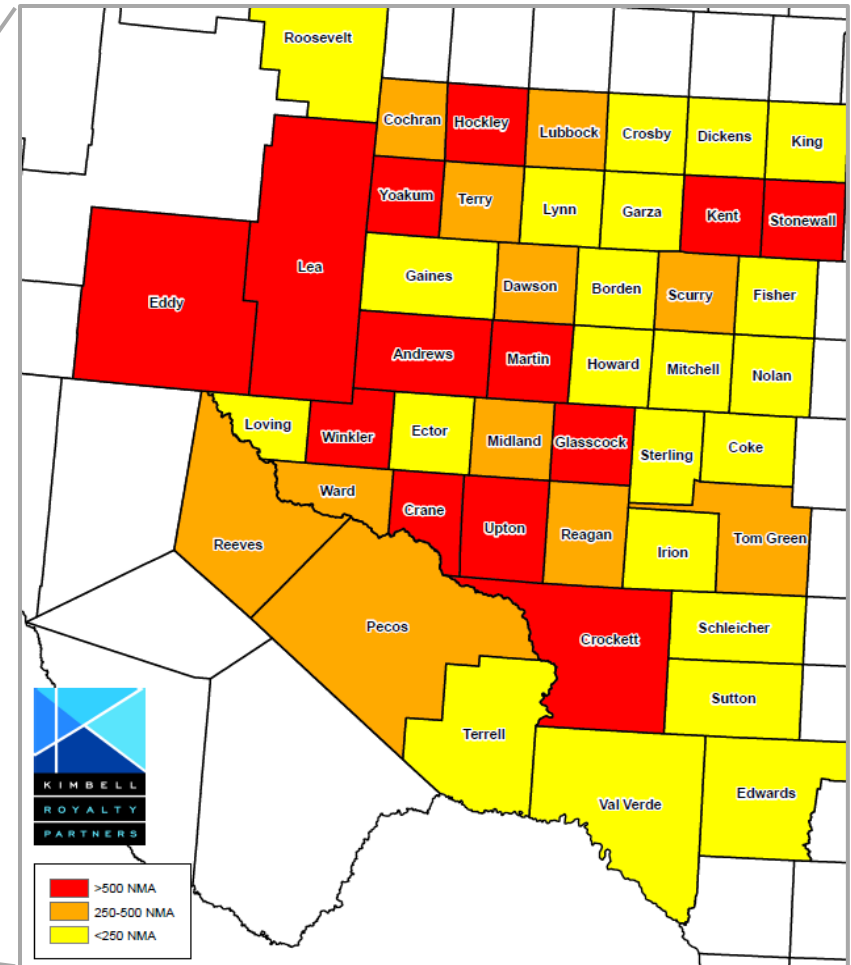 Roosevelt
Cochran
Hockley
Lubbock
Crosby
Dickens
King
Yoakum
Terry
Lynn
Garza
Kent
Stonewall
Lea
Eddy
Gaines
Dawson
Borden
Scurry
Fisher
Andrews
Martin
Howard
Mitchell
Nolan
Loving
Winkler
Ector
Midland
Glasscock
Sterling
Coke
Ward
Crane
Upton
Reagan
Irion
Tom Green
Reeves
Pecos
Crockett
Schleicher
Sutton
Terrell
Val Verde
Edwards
KIMBELL
ROYALTY
PARTNERS
>500 NMA
250-500 NMA
<250 NMA